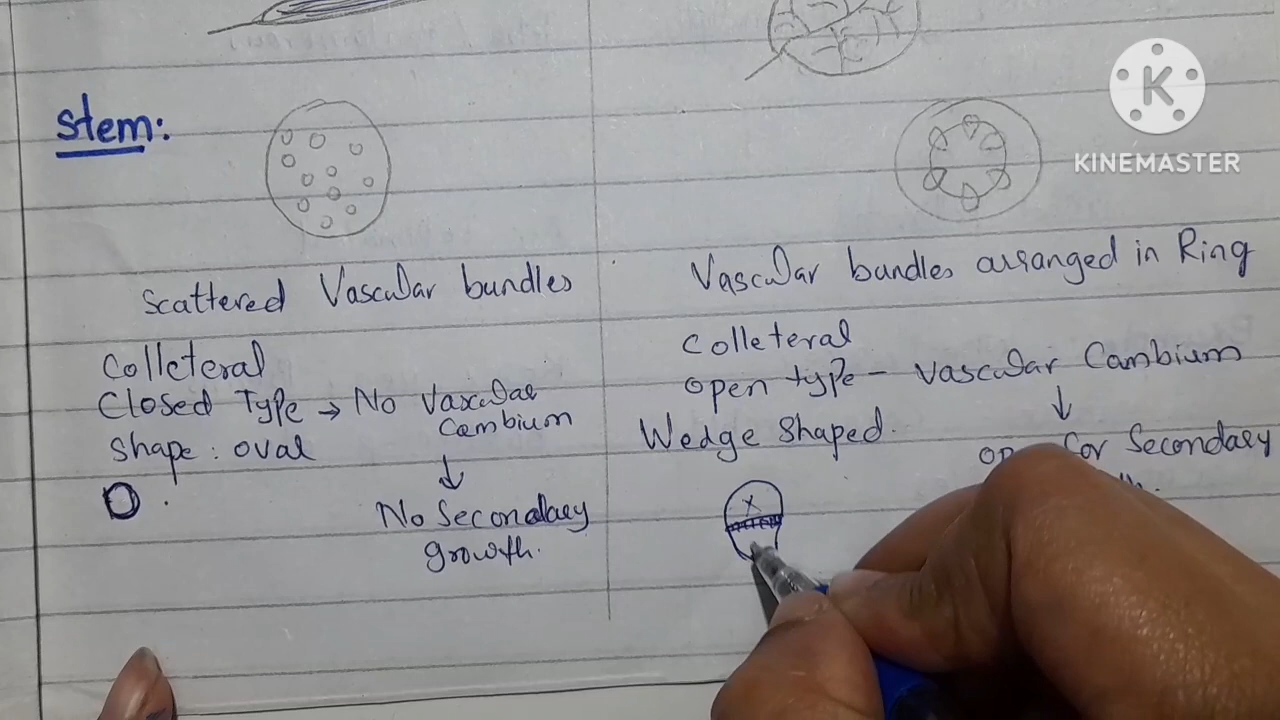 Stem:
K
KINEMASTER
Scattered Vascular bundles
Colleteral
Closed Type → No Vascular
Cambium
Shape : oval
↓
No Secondary
growth.
Vascular bundles arranged in Ring
Colleteral
Open type - Vascular Cambium
↓
Wedge Shaped.
for Secondary
X